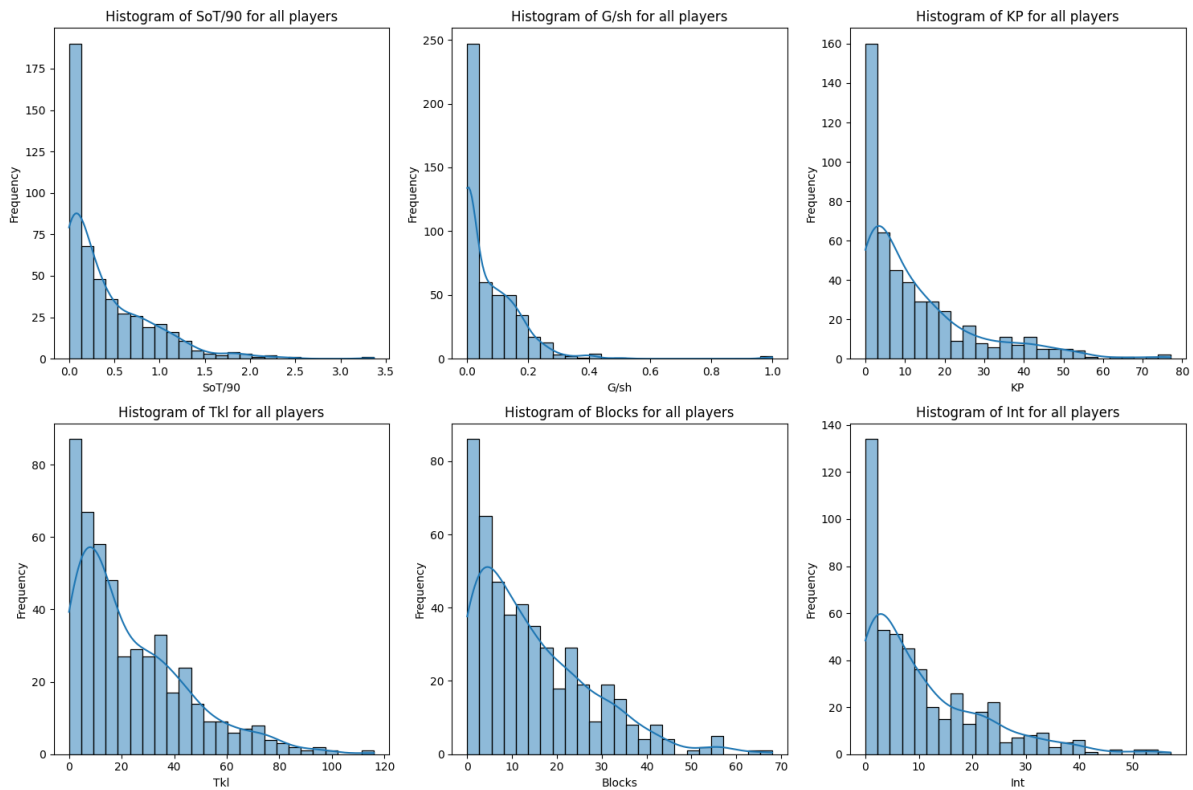 Histogram of SoT/90 for all players
Frequency
175
150
125
100
75
50
25
0
0.0 0.5 1.0 1.5 2.0 2.5 3.0 3.5
SoT/90
Histogram of G/sh for all players
Frequency
250
200
150
100
50
0
0.0 0.2 0.4 0.6 0.8 1.0
G/sh
Histogram of KP for all players
Frequency
160
140
120
100
80
60
40
20
0
0 10 20 30 40 50 60 70 80
KP
Histogram of Tkl for all players
Frequency
80
60
40
20
0
0 20 40 60 80 100 120
Tkl
Histogram of Blocks for all players
Frequency
80
60
40
20
0
0 10 20 30 40 50 60 70
Blocks
Histogram of Int for all players
Frequency
140
120
100
80
60
40
20
0
0 10 20 30 40 50
Int